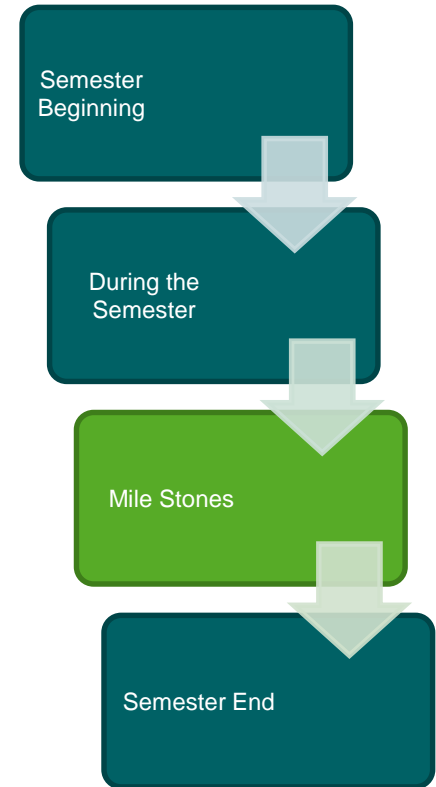 Semester
Beginning
During the
Semester
Mile Stones
Semester End